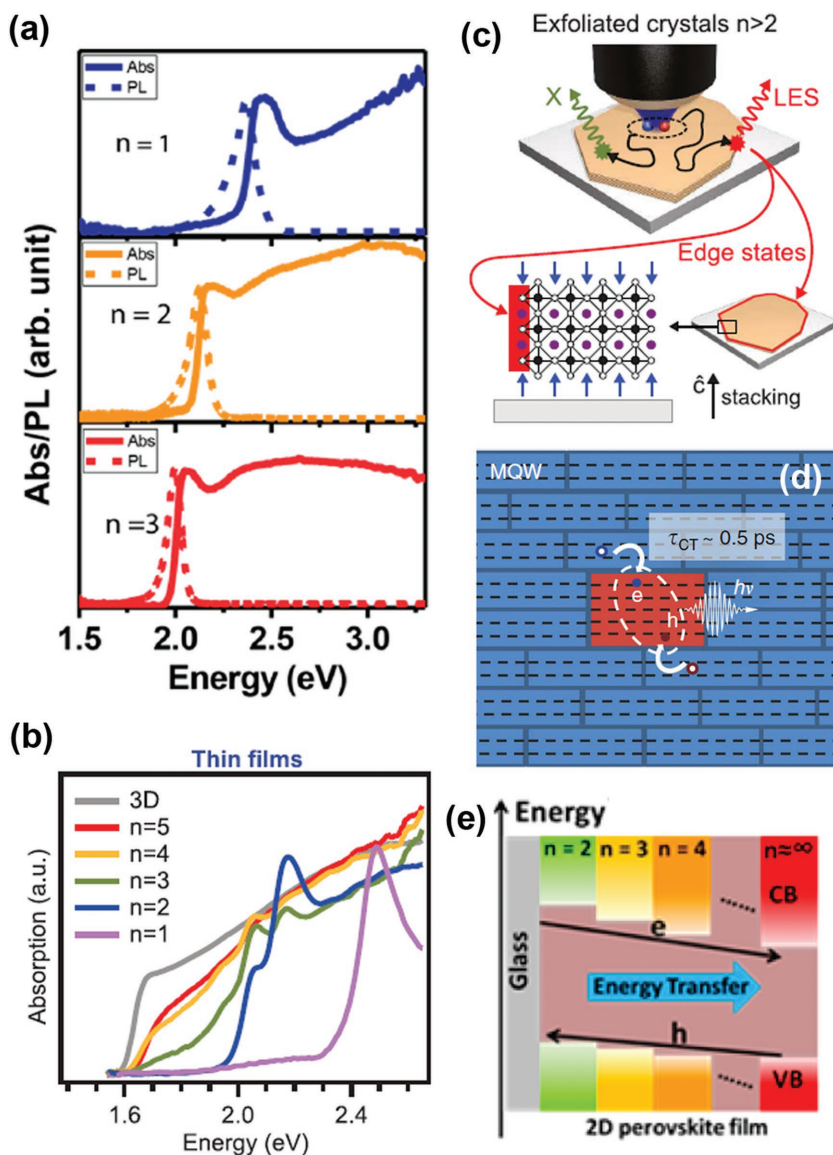 (a)
Abs
PL
n = 1
Abs
PL
n = 2
Abs
PL
n =3
Abs/PL (arb. unit)
1.5 2.0 2.5 3.0
Energy (eV)
(b)
Thin films
3D
n=5
n=4
n=3
n=2
n=1
Absorption (a.u.)
1.6 2.0 2.4
Energy (eV)
(c)
Exfoliated crystals n>2
X
LES
Edge states
ĉ
stacking
MQW
(d)
τCT ~ 0.5 ps
e
h
hν
(e)
Energy
n = 2 n = 3 n = 4 n≈∞
CB
Glass
e
Energy Transfer
h
VB
2D perovskite film